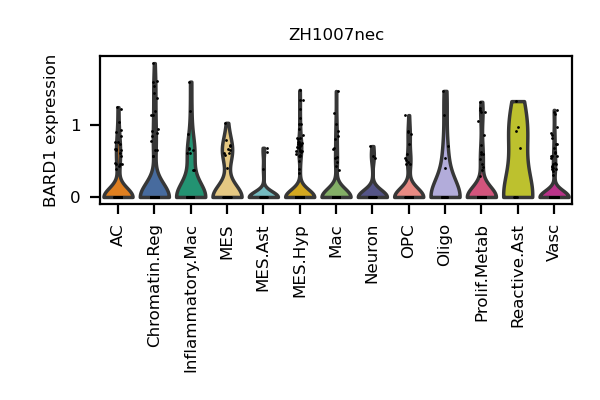 ZH1007nec
BARD1 expression
1
0
AC
Chromatin.Reg
Inflammatory.Mac
MES
MES.Ast
MES.Hyp
Mac
Neuron
OPC
Oligo
Prolif.Metab
Reactive.Ast
Vasc